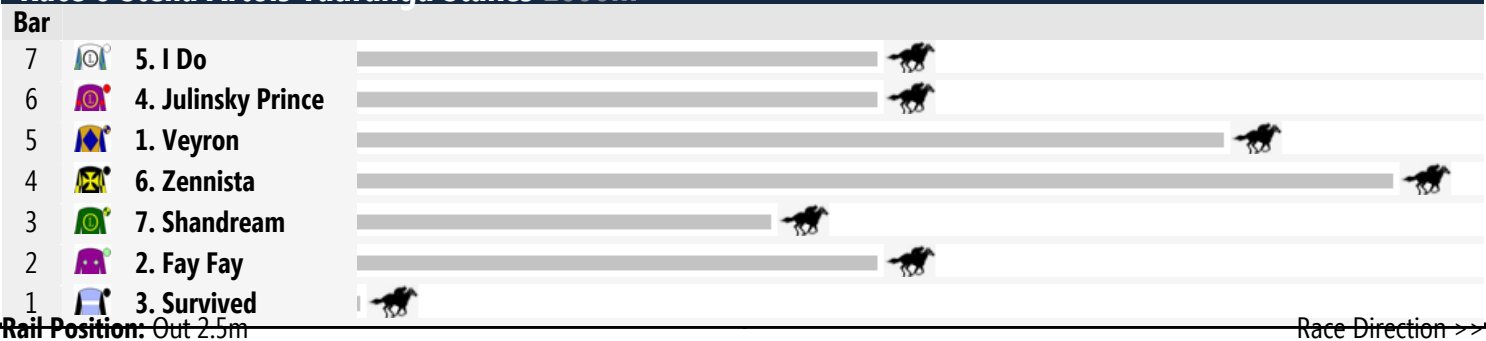 Bar
7 5. I Do
6 4. Julinsky Prince
5 1. Veyron
4 6. Zennista
3 7. Shandream
2 2. Fay Fay
1 3. Survived
Rail Position: Out 2.5m Race Direction >>